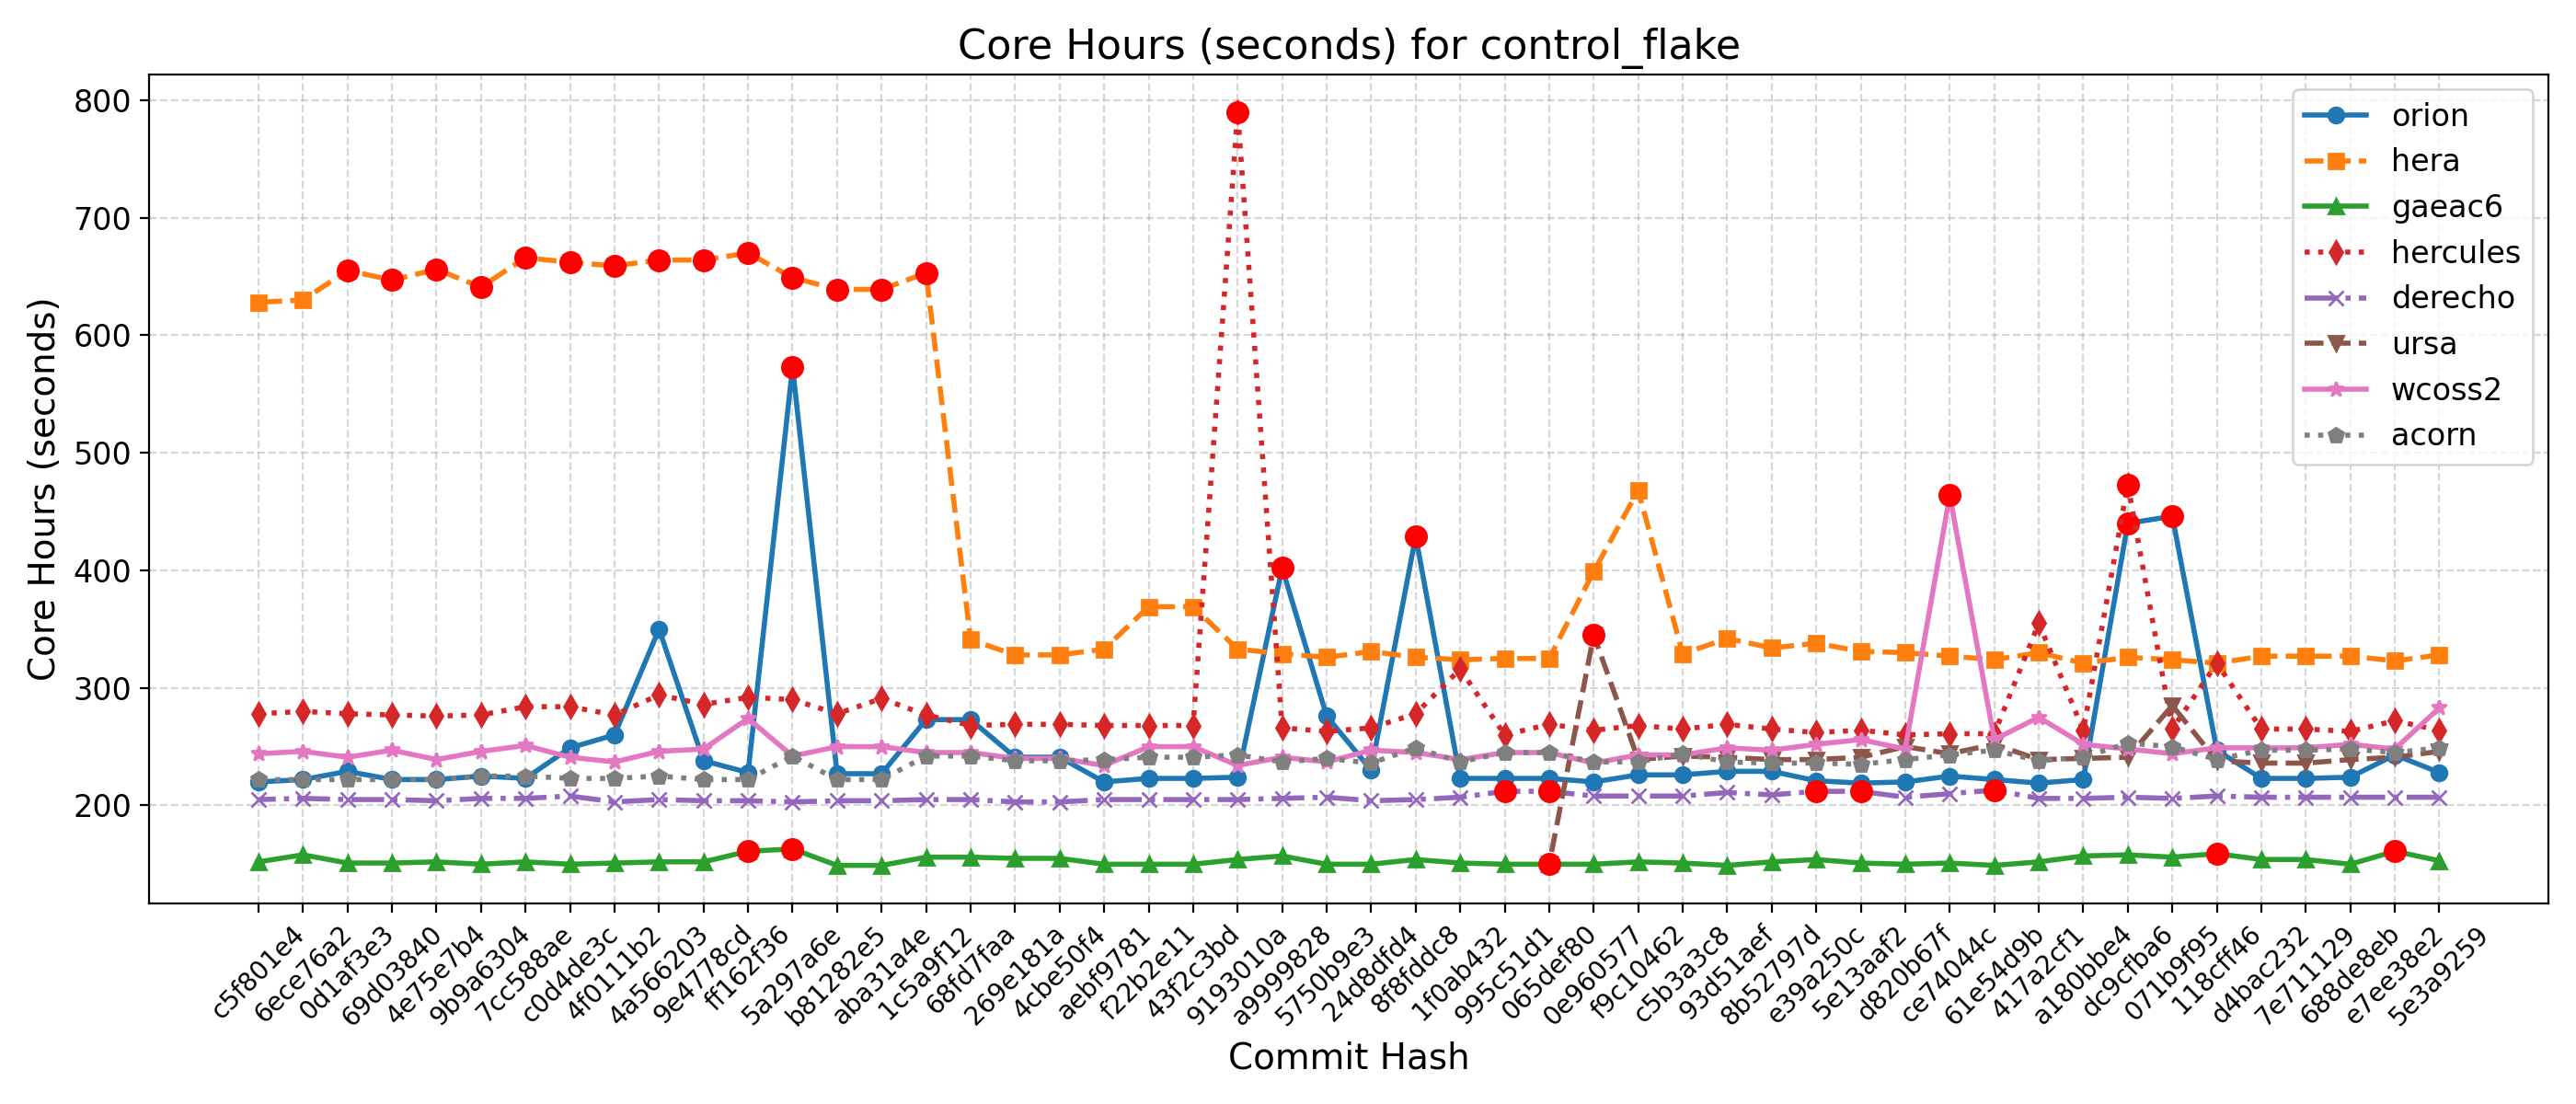 Core Hours (seconds) for control_flake
Core Hours (seconds)
800
700
600
500
400
300
200
orion
hera
gaeac6
hercules
derecho
ursa
wcoss2
acorn
c5f801e4
6ece76a2
0d1af3e3
69d03840
4e75e7b4
9b9a6304
7cc588ae
c0d4de3c
4f0111b2
4a566203
9e4778cd
ff162f36
5a297a6e
b81282e5
aba31a4e
1c5a9f12
68fd7faa
269e181a
4cbe50f4
aebf9781
f22b2e11
43f2c3bd
9193010a
a9999828
5750b9e3
24d8dfd4
8f8fddc8
1f0ab432
995c51d1
065def80
0e960577
f9c10462
c5b3a3c8
93d51aef
8b52797d
e39a250c
5e13aaf2
d820b67f
ce74044c
61e54d9b
417a2cf1
a180bbe4
dc9cfba6
071b9f95
118cff46
d4bac232
7e711129
688de8eb
e7ee38e2
5e3a9259
Commit Hash